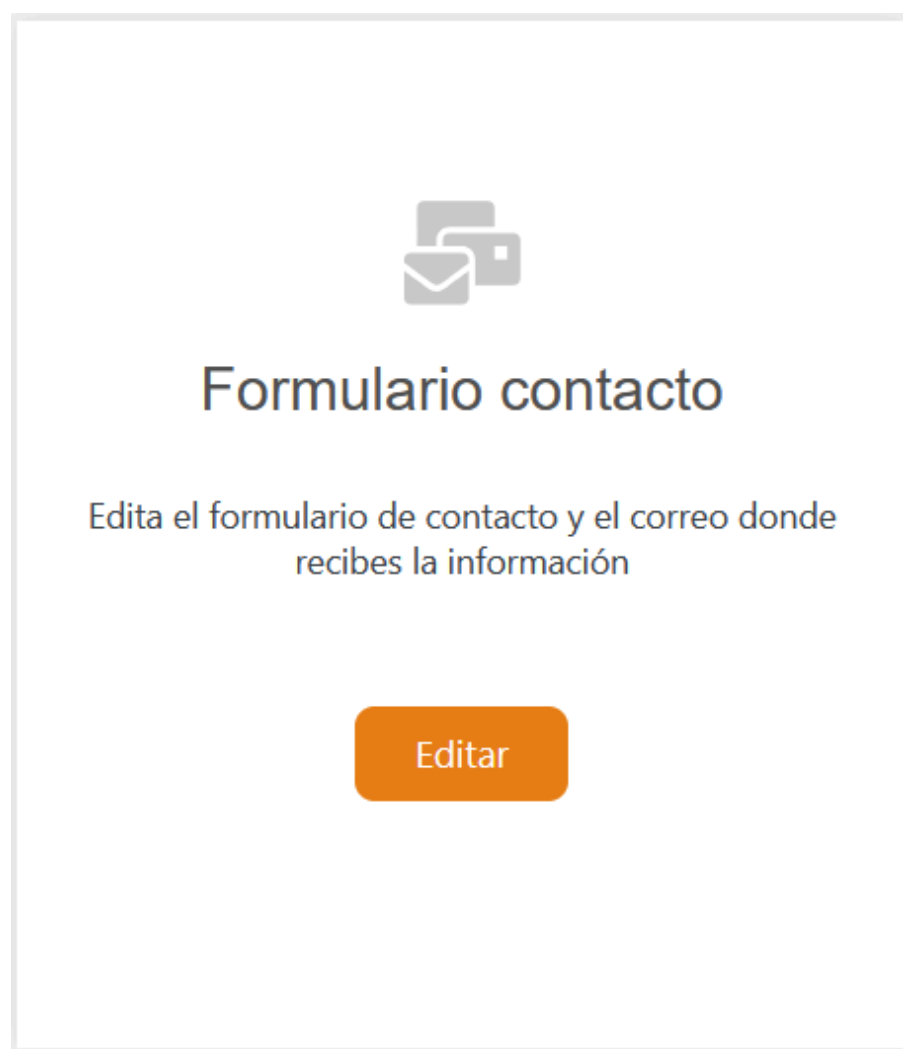 Formulario contacto
Edita el formulario de contacto y el correo donde
recibes la información
Editar